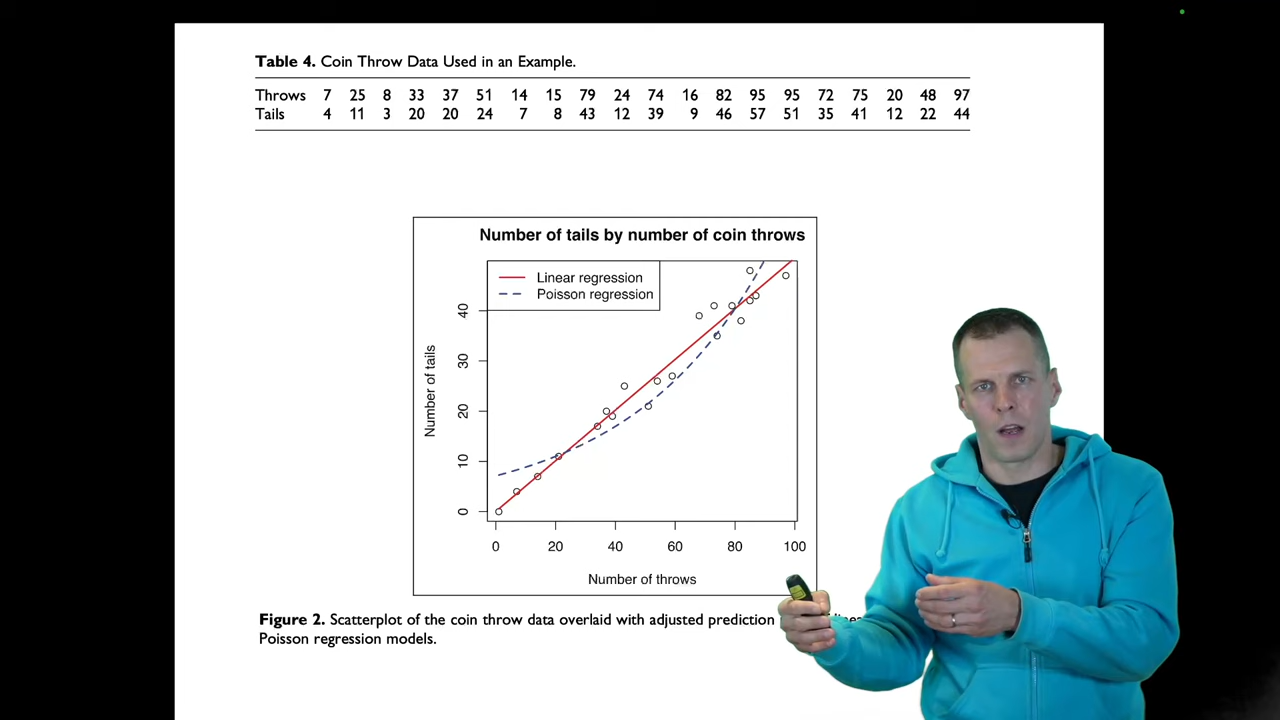 Table 4. Coin Throw Data Used in an Example.
Throws 7 25 8 33 37 51 14 15 79 24 74 16 82 95 95 72 75 20 48 97
Tails 4 11 3 20 20 24 7 8 43 12 39 9 46 57 51 35 41 12 22 44
Number of tails by number of coin throws
Linear regression
Poisson regression
Number of tails
40
30
20
10
0
0 20 40 60 80 100
Number of throws
Figure 2. Scatterplot of the coin throw data overlaid with adjusted prediction
Poisson regression models.